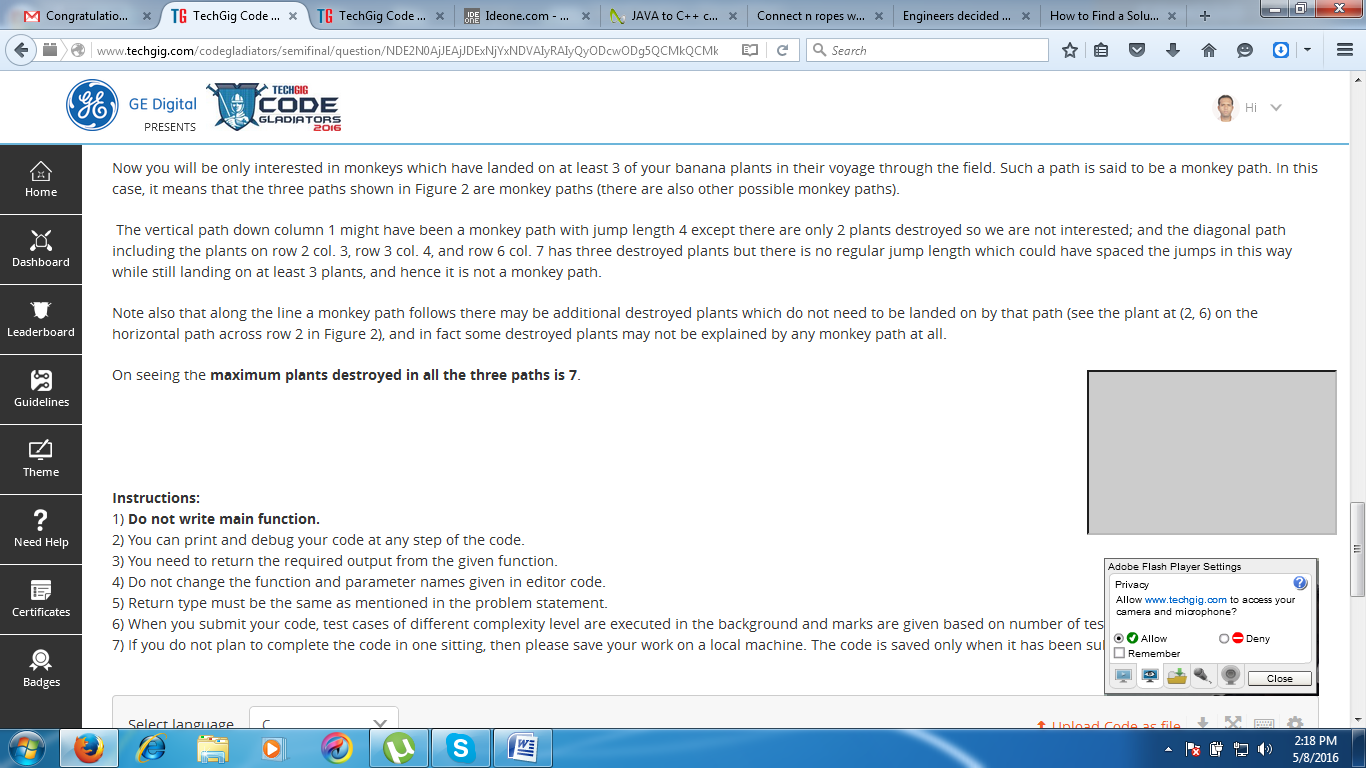 Congratulatio...
TechGig Code ...
TechGig Code ...
Ideone.com - ...
JAVA to C++ c...
Connect n ropes w...
Engineers decided ...
How to Find a Solu...
www.techgig.com/codegladiators/semifinal/question/NDE2N0AjJEAjJDExNjYxNDVAIyRAIyQyODcwODg5QCMkQCMk
Search
GE Digital
PRESENTS
TECHGIG
CODE
GLADIATORS
2016
Hi
Home
Dashboard
Leaderboard
Guidelines
Theme
Need Help
Certificates
Badges
Now you will be only interested in monkeys which have landed on at least 3 of your banana plants in their voyage through the field. Such a path is said to be a monkey path. In this
case, it means that the three paths shown in Figure 2 are monkey paths (there are also other possible monkey paths).
The vertical path down column 1 might have been a monkey path with jump length 4 except there are only 2 plants destroyed so we are not interested; and the diagonal path
including the plants on row 2 col. 3, row 3 col. 4, and row 6 col. 7 has three destroyed plants but there is no regular jump length which could have spaced the jumps in this way
while still landing on at least 3 plants, and hence it is not a monkey path.
Note also that along the line a monkey path follows there may be additional destroyed plants which do not need to be landed on by that path (see the plant at (2, 6) on the
horizontal path across row 2 in Figure 2), and in fact some destroyed plants may not be explained by any monkey path at all.
On seeing the maximum plants destroyed in all the three paths is 7.
Instructions:
1) Do not write main function.
2) You can print and debug your code at any step of the code.
3) You need to return the required output from the given function.
4) Do not change the function and parameter names given in editor code.
5) Return type must be the same as mentioned in the problem statement.
6) When you submit your code, test cases of different complexity level are executed in the background and marks are given based on number of tes
7) If you do not plan to complete the code in one sitting, then please save your work on a local machine. The code is saved only when it has been su
Adobe Flash Player Settings
Privacy
Allow www.techgig.com to access your
camera and microphone?
Allow
Deny
Remember
Close
Select language
C
Upload Code as file
2:18 PM
5/8/2016